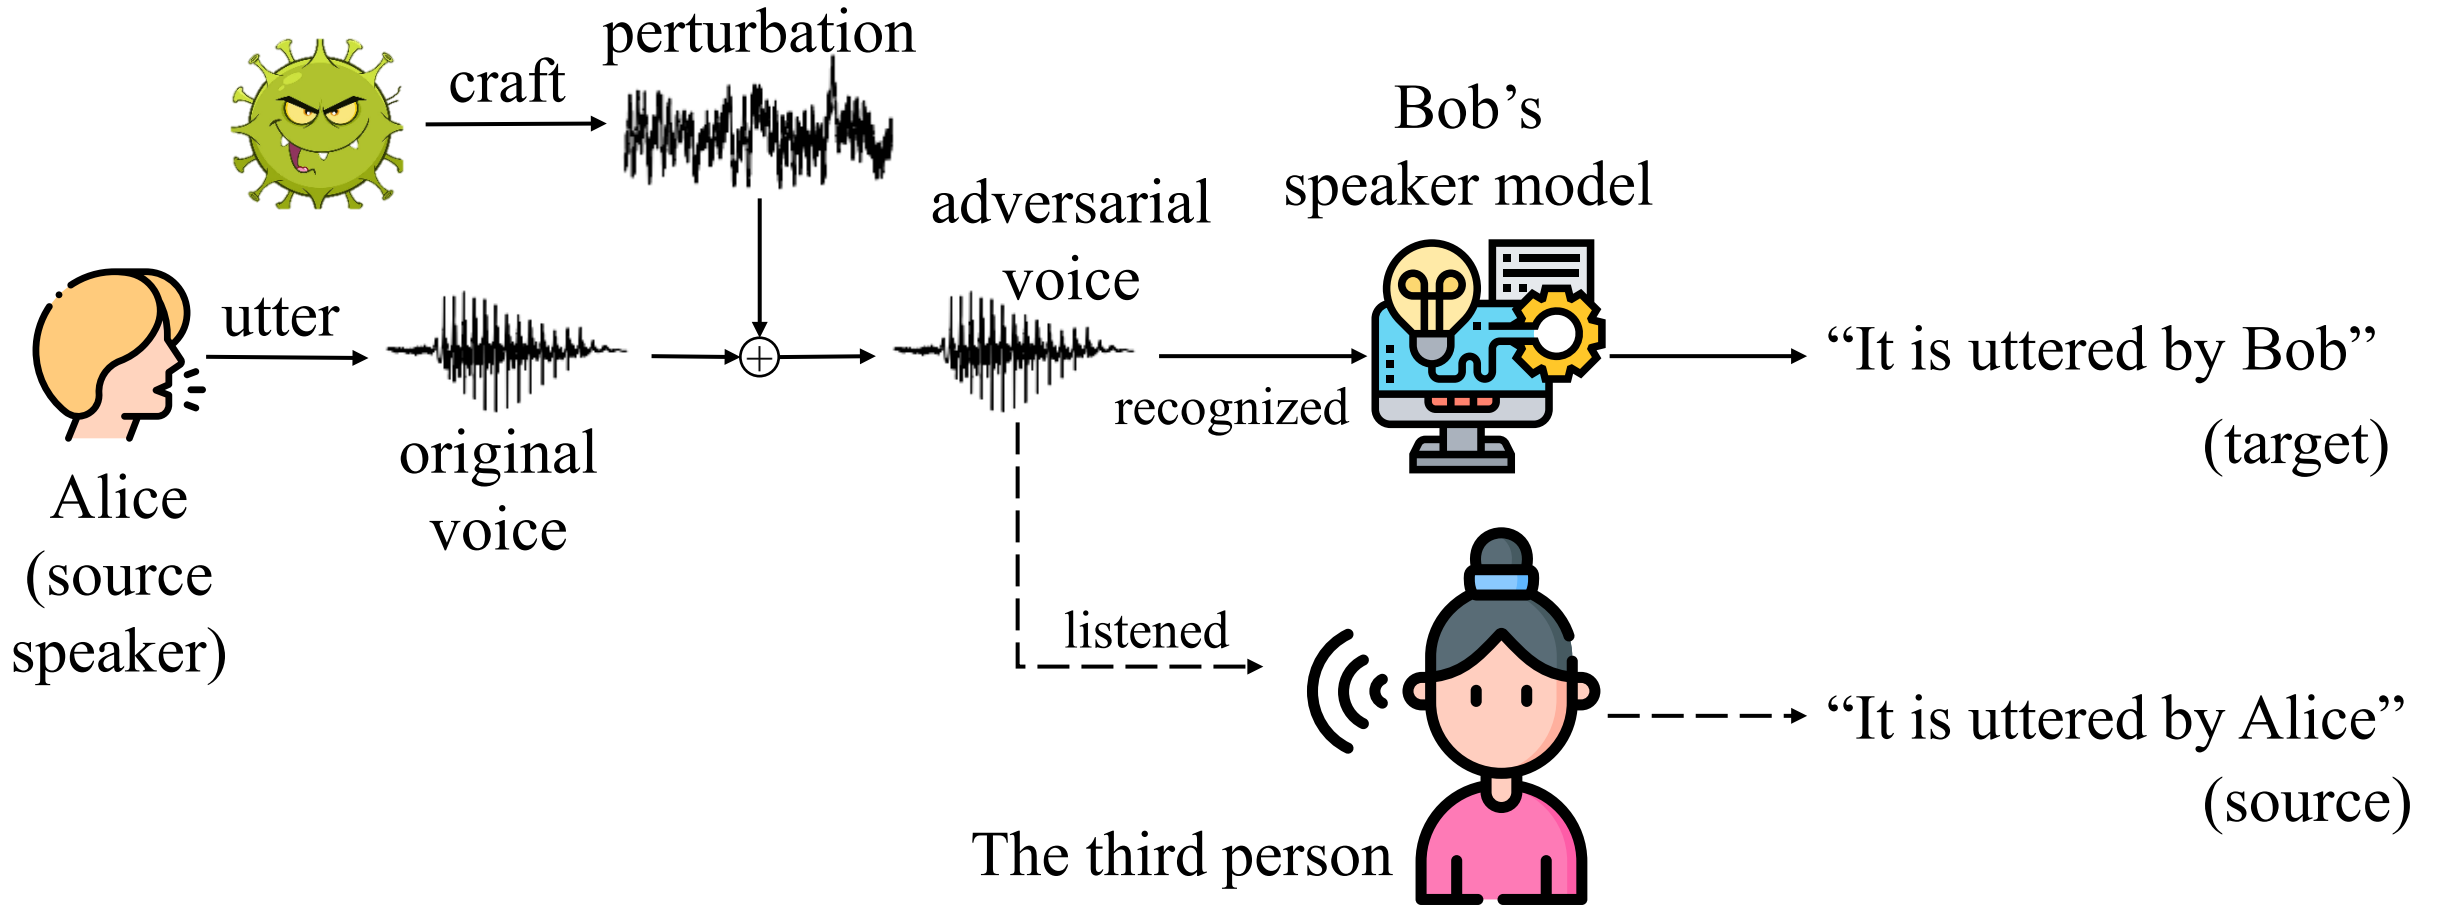 perturbation
craft
Bob’s
speaker model
adversarial
voice
utter
original
voice
Alice
(source
speaker)
recognized
“It is uttered by Bob”
(target)
listened
The third person
“It is uttered by Alice”
(source)